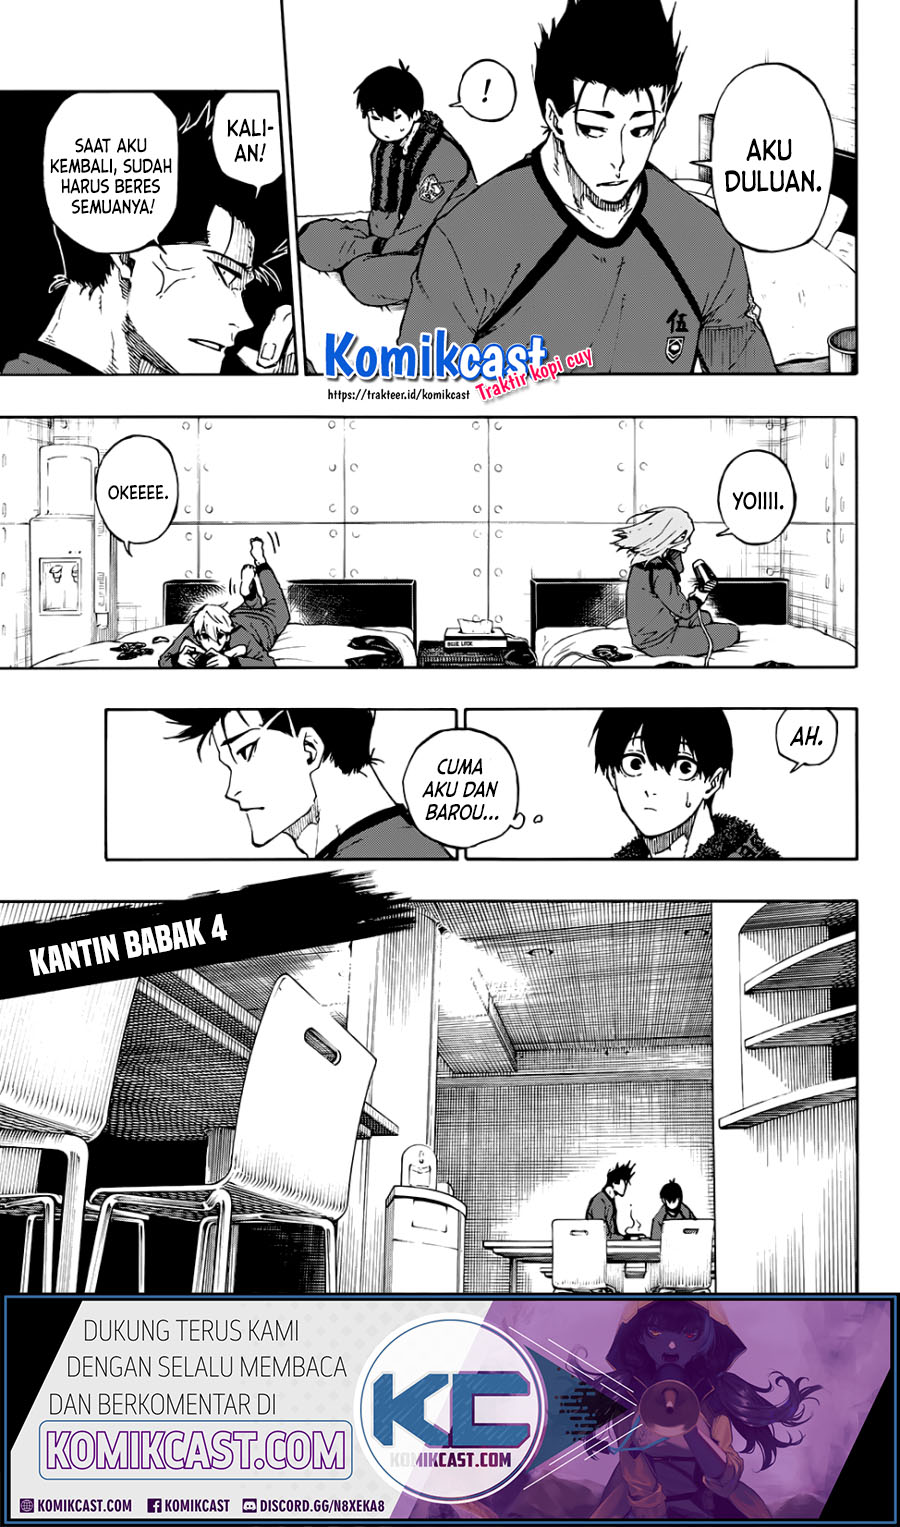 AKU
DULUAN.
!
KALI-
AN!
SAAT AKU
KEMBALI, SUDAH
HARUS BERES
SEMUANYA!
伍
Komikcast
Traktir kopi cuy
https://trakteer.id/komikcast
YOIIII.
OKEEEE.
BLUE LOCK
AH.
CUMA
AKU DAN
BAROU...
KANTIN BABAK 4
DUKUNG TERUS KAMI
DENGAN SELALU MEMBACA
DAN BERKOMENTAR DI
KOMIKCAST.COM
KC
KOMIKCAST.COM
KOMIKCAST.COM KOMIKCAST DISCORD.GG/N8XEKA8